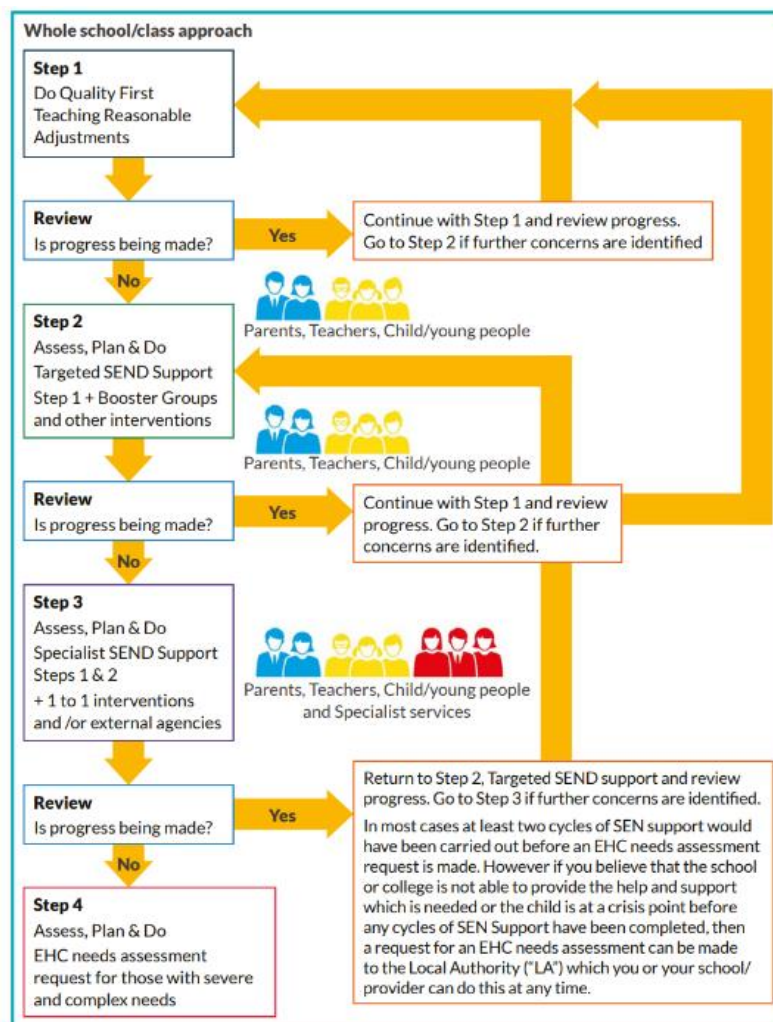 Whole school/class approach
Step 1
Do Quality First
Teaching Reasonable
Adjustments
Review
Is progress being made?
Yes
Continue with Step 1 and review progress.
Go to Step 2 if further concerns are identified
No
Parents, Teachers, Child/young people
Step 2
Assess, Plan & Do
Targeted SEND Support
Step 1 + Booster Groups
and other interventions
Parents, Teachers, Child/young people
Review
Is progress being made?
Yes
Continue with Step 1 and review
progress. Go to Step 2 if further
concerns are identified.
No
Step 3
Assess, Plan & Do
Specialist SEND Support
Steps 1 & 2
+ 1 to 1 interventions
and /or external agencies
Parents, Teachers, Child/young people
and Specialist services
Review
Is progress being made?
Yes
Return to Step 2, Targeted SEND support and review
progress. Go to Step 3 if further concerns are identified.
In most cases at least two cycles of SEN support would
have been carried out before an EHC needs assessment
request is made. However if you believe that the school
or college is not able to provide the help and support
which is needed or the child is at a crisis point before
any cycles of SEN Support have been completed, then
a request for an EHC needs assessment can be made
to the Local Authority ("LA") which you or your school/
provider can do this at any time.
No
Step 4
Assess, Plan & Do
EHC needs assessment
request for those with severe
and complex needs